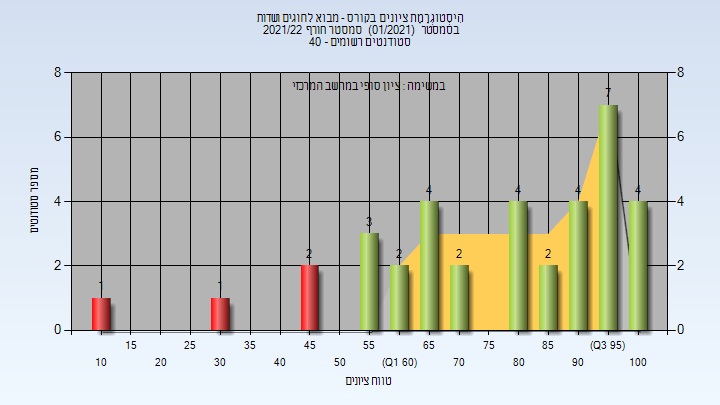 היסטוגרמת ציונים בקורס - מבוא לחוגים ושדות
בסמסטר (01/2021) סמסטר חורף 2021/22
סטודנטים רשומים - 40
במשימה : ציון סופי במחשב המרכזי
8 8
7
6 6
מספר סטודנטים
4 4 4 4 4 4
3
2 2 2 2 2 2
1 1
0 0
15 25 35 45 55 65 75 85 (Q3 95)
10 20 30 40 50 (Q1 60) 70 80 90 100
טווח ציונים